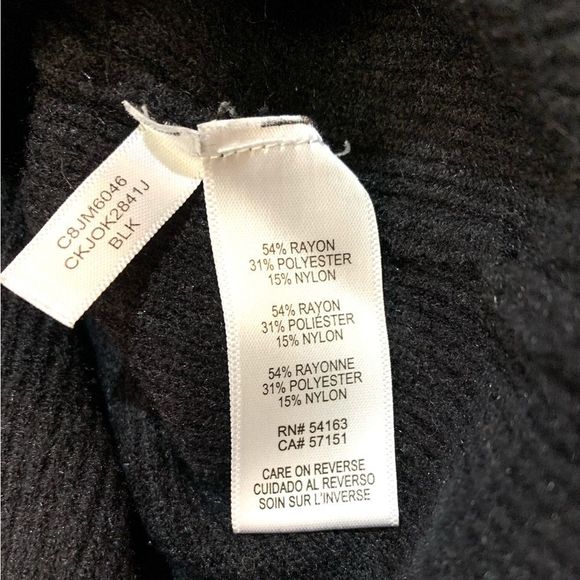 C8JM6046
CKJOK2841J
BLK
54% RAYON
31% POLYESTER
15% NYLON
54% RAYON
31% POLIÉSTER
15% NYLON
54% RAYONNE
31% POLYESTER
15% NYLON
RN# 54163
CA# 57151
CARE ON REVERSE
CUIDADO AL REVERSO
SOIN SUR L'INVERSE